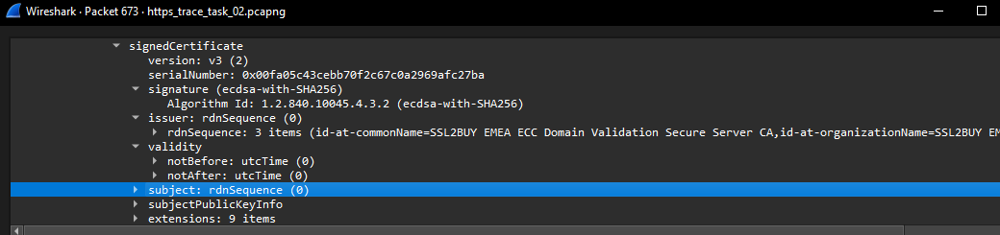 Wireshark · Packet 673 · https_trace_task_02.pcapng
signedCertificate
version: v3 (2)
serialNumber: 0x00fa05c43cebb70f2c67c0a2969afc27ba
signature (ecdsa-with-SHA256)
Algorithm Id: 1.2.840.10045.4.3.2 (ecdsa-with-SHA256)
issuer: rdnSequence (0)
rdnSequence: 3 items (id-at-commonName=SSL2BUY EMEA ECC Domain Validation Secure Server CA,id-at-organizationName=SSL2BUY EM
validity
notBefore: utcTime (0)
notAfter: utcTime (0)
subject: rdnSequence (0)
subjectPublicKeyInfo
extensions: 9 items